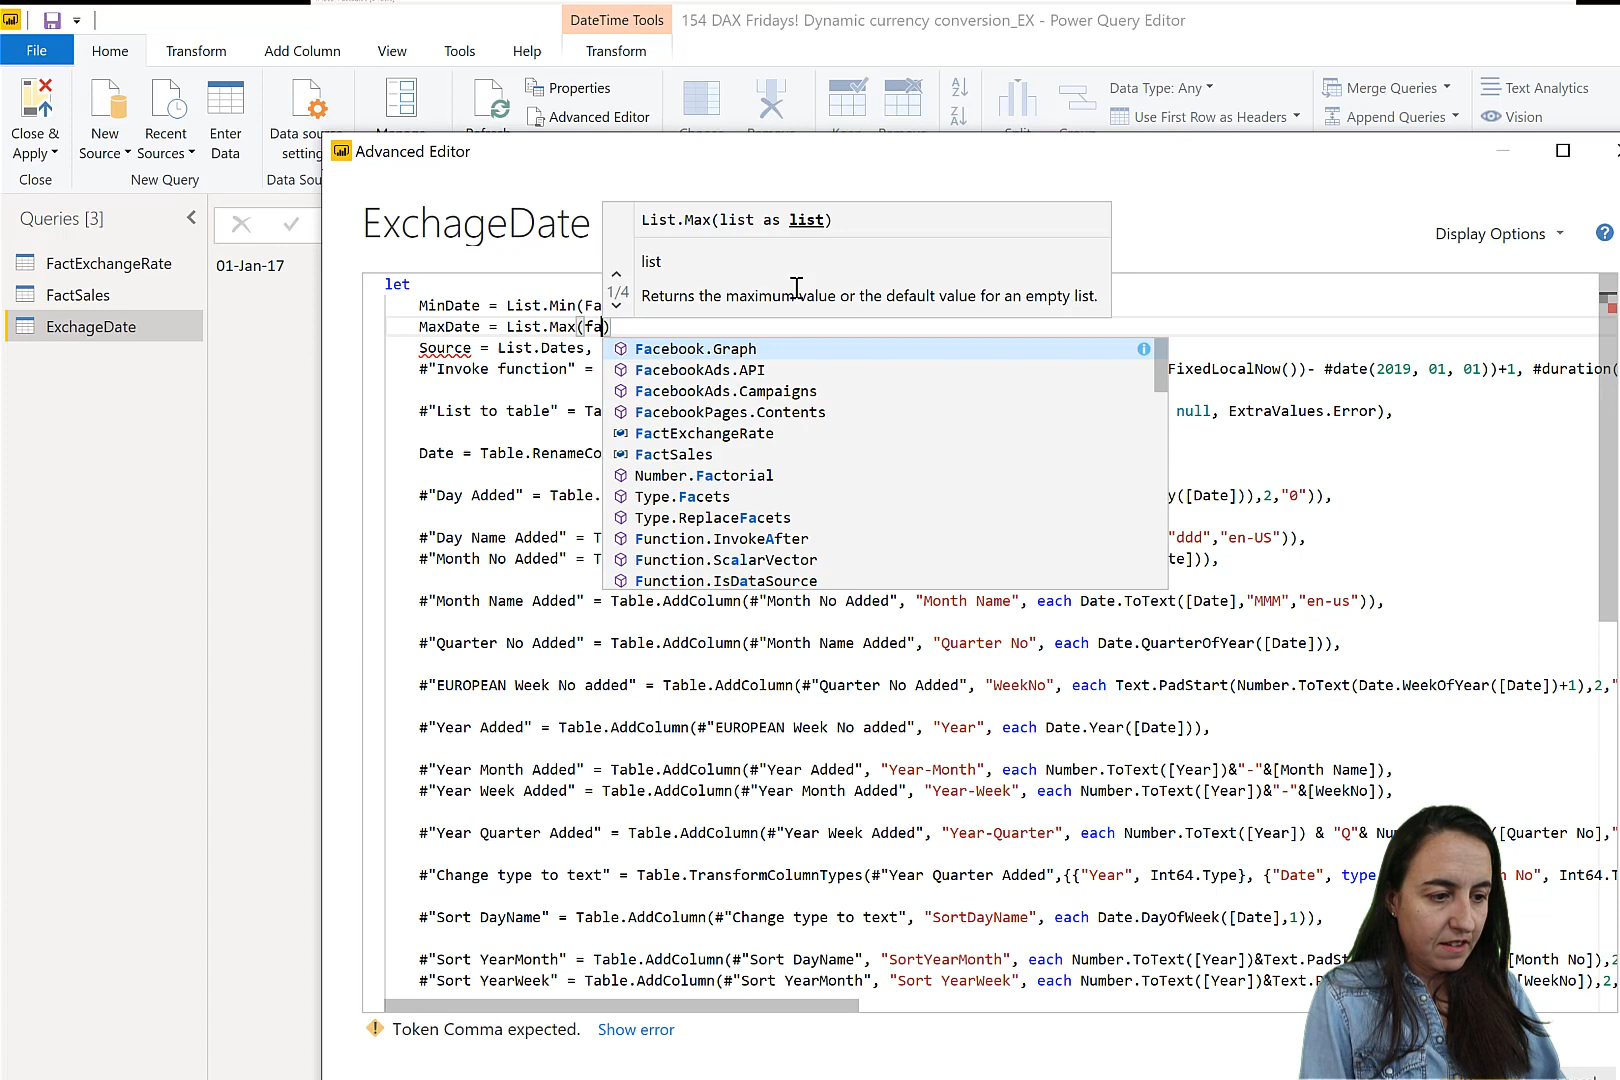 DateTime Tools
154 DAX Fridays! Dynamic currency conversion_EX - Power Query Editor
File
Home
Transform
Add Column
View
Tools
Help
Transform
Close &
Apply
New
Source
Recent
Sources
Enter
Data
Data sour
setting
Properties
Advanced Editor
Data Type: Any
Use First Row as Headers
Merge Queries
Append Queries
Text Analytics
Vision
Close
New Query
Data Sou
Advanced Editor
Queries [3]
FactExchangeRate
FactSales
ExchageDate
01-Jan-17
ExchageDate
Display Options
List.Max(list as list)
list
1/4
Returns the maximum value or the default value for an empty list.
let
MinDate = List.Min(Fa
MaxDate = List.Max(fa)
Source = List.Dates,
#"Invoke function" = FixedLocalNow())- #date(2019, 01, 01))+1, #duration(
#"List to table" = Ta null, ExtraValues.Error),
Date = Table.RenameCo
#"Day Added" = Table. y([Date])),2,"0")),
#"Day Name Added" = T "ddd","en-US")),
#"Month No Added" = T te])),
Facebook.Graph
FacebookAds.API
FacebookAds.Campaigns
FacebookPages.Contents
FactExchangeRate
FactSales
Number.Factorial
Type.Facets
Type.ReplaceFacets
Function.InvokeAfter
Function.ScalarVector
Function.IsDataSource
#"Month Name Added" = Table.AddColumn(#"Month No Added", "Month Name", each Date.ToText([Date],"MMM","en-us")),
#"Quarter No Added" = Table.AddColumn(#"Month Name Added", "Quarter No", each Date.QuarterOfYear([Date])),
#"EUROPEAN Week No added" = Table.AddColumn(#"Quarter No Added", "WeekNo", each Text.PadStart(Number.ToText(Date.WeekOfYear([Date])+1),2,"
#"Year Added" = Table.AddColumn(#"EUROPEAN Week No added", "Year", each Date.Year([Date])),
#"Year Month Added" = Table.AddColumn(#"Year Added", "Year-Month", each Number.ToText([Year])&"-"&[Month Name]),
#"Year Week Added" = Table.AddColumn(#"Year Month Added", "Year-Week", each Number.ToText([Year])&"-"&[WeekNo]),
#"Year Quarter Added" = Table.AddColumn(#"Year Week Added", "Year-Quarter", each Number.ToText([Year]) & "Q"& Nu ([Quarter No],"
#"Change type to text" = Table.TransformColumnTypes(#"Year Quarter Added",{{"Year", Int64.Type}, {"Date", type h No", Int64.T
#"Sort DayName" = Table.AddColumn(#"Change type to text", "SortDayName", each Date.DayOfWeek([Date],1)),
#"Sort YearMonth" = Table.AddColumn(#"Sort DayName", "SortYearMonth", each Number.ToText([Year])&Text.PadSt [Month No]),2
#"Sort YearWeek" = Table.AddColumn(#"Sort YearMonth", "Sort YearWeek", each Number.ToText([Year])&Text. [WeekNo]),2,
Token Comma expected. Show error